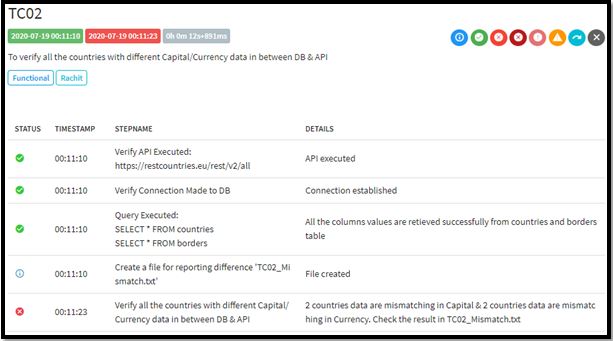 TC02
2020-07-19 00:11:10 2020-07-19 00:11:23 0h 0m 12s+891ms
To verify all the countries with different Capital/Currency data in between DB & API
Functional Rachit
STATUS TIMESTAMP STEPNAME DETAILS
00:11:10 Verify API Executed:
https://restcountries.eu/rest/v2/all API executed
00:11:10 Verify Connection Made to DB Connection established
00:11:10 Query Executed:
SELECT * FROM countries
SELECT * FROM borders
All the columns values are retieved successfully from countries and borders
table
00:11:10 Create a file for reporting difference 'TC02_Mi
smatch.txt'
File created
00:11:23 Verify all the countries with different Capital/
Currency data in between DB & API
2 countries data are mismatching in Capital & 2 countries data are mismatc
hing in Currency. Check the result in TC02_Mismatch.txt